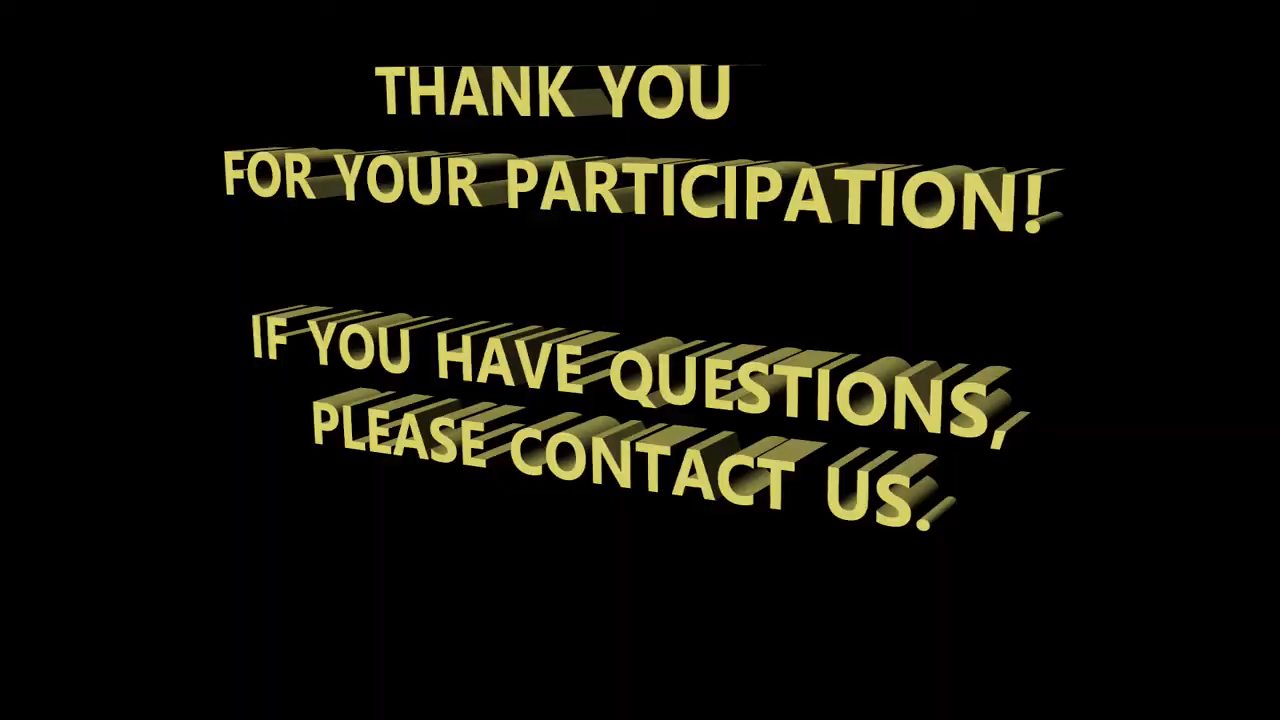 THANK YOU
FOR YOUR PARTICIPATION!
IF YOU HAVE QUESTIONS,
PLEASE CONTACT US.